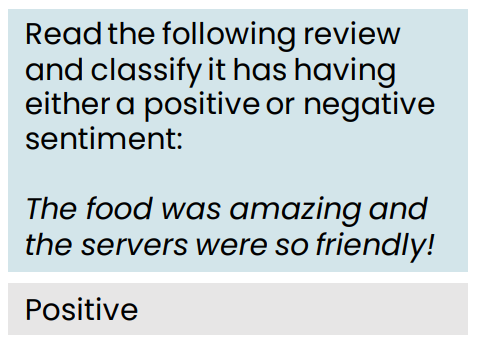 Read the following review
and classify it has having
either a positive or negative
sentiment:
The food was amazing and
the servers were so friendly!
Positive